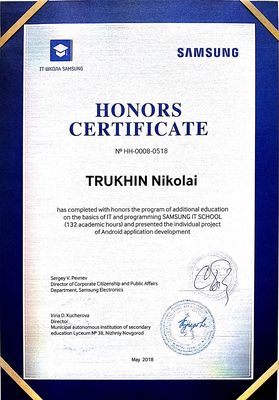 IT ШКОЛА SAMSUNG
SAMSUNG
HONORS
CERTIFICATE
№ HH-0008-0518
TRUKHIN Nikolai
has completed with honors the program of additional education
on the basics of IT and programming SAMSUNG IT SCHOOL
(132 academic hours) and presented the individual project
of Android application development
Sergey V. Pevnev
Director of Corporate Citizenship and Public Affairs
Department, Samsung Electronics
Irina D. Kucherova
Director
Municipal autonomous institution of secondary
education Lyceum № 38, Nizhniy Novgorod
May 2018